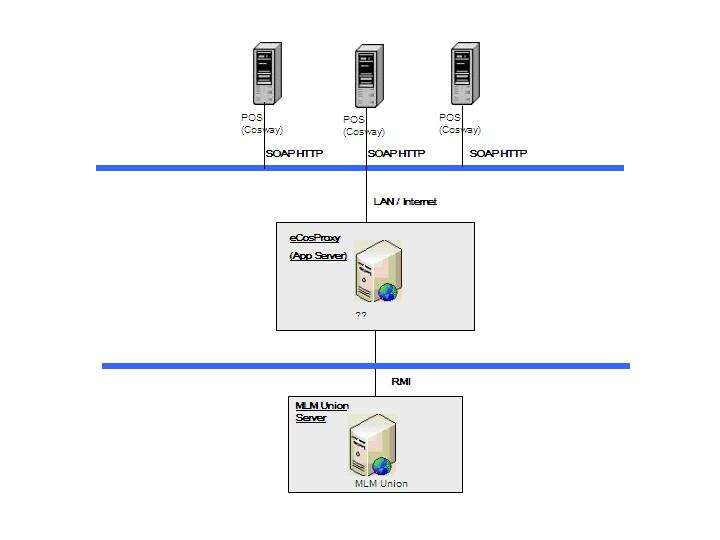 POS
(Cosway)
POS
(Cosway)
POS
(Cosway)
SOAP HTTP
SOAP HTTP
SOAP HTTP
LAN / Internet
eCosProxy
(App Server)
??
RMI
MLM Union
Server
MLM Union